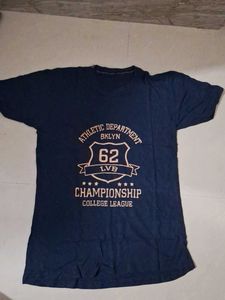 ATHLETIC DEPARTMENT
BKLYN
62
LVB
CHAMPIONSHIP
COLLEGE LEAGUE